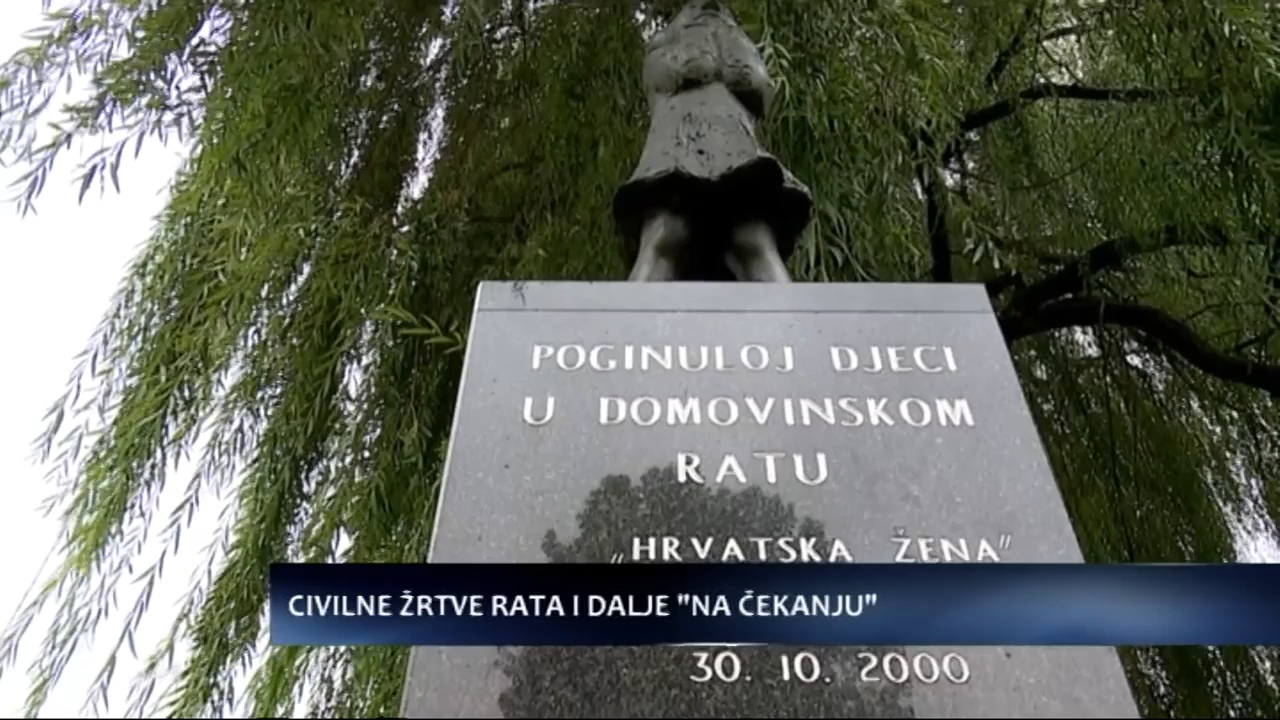 POGINULOJ DJECI
U DOMOVINSKOM
RATU
„HRVATSKA ŽENA"
CIVILNE ŽRTVE RATA I DALJE "NA ČEKANJU"
30. 10. 2000